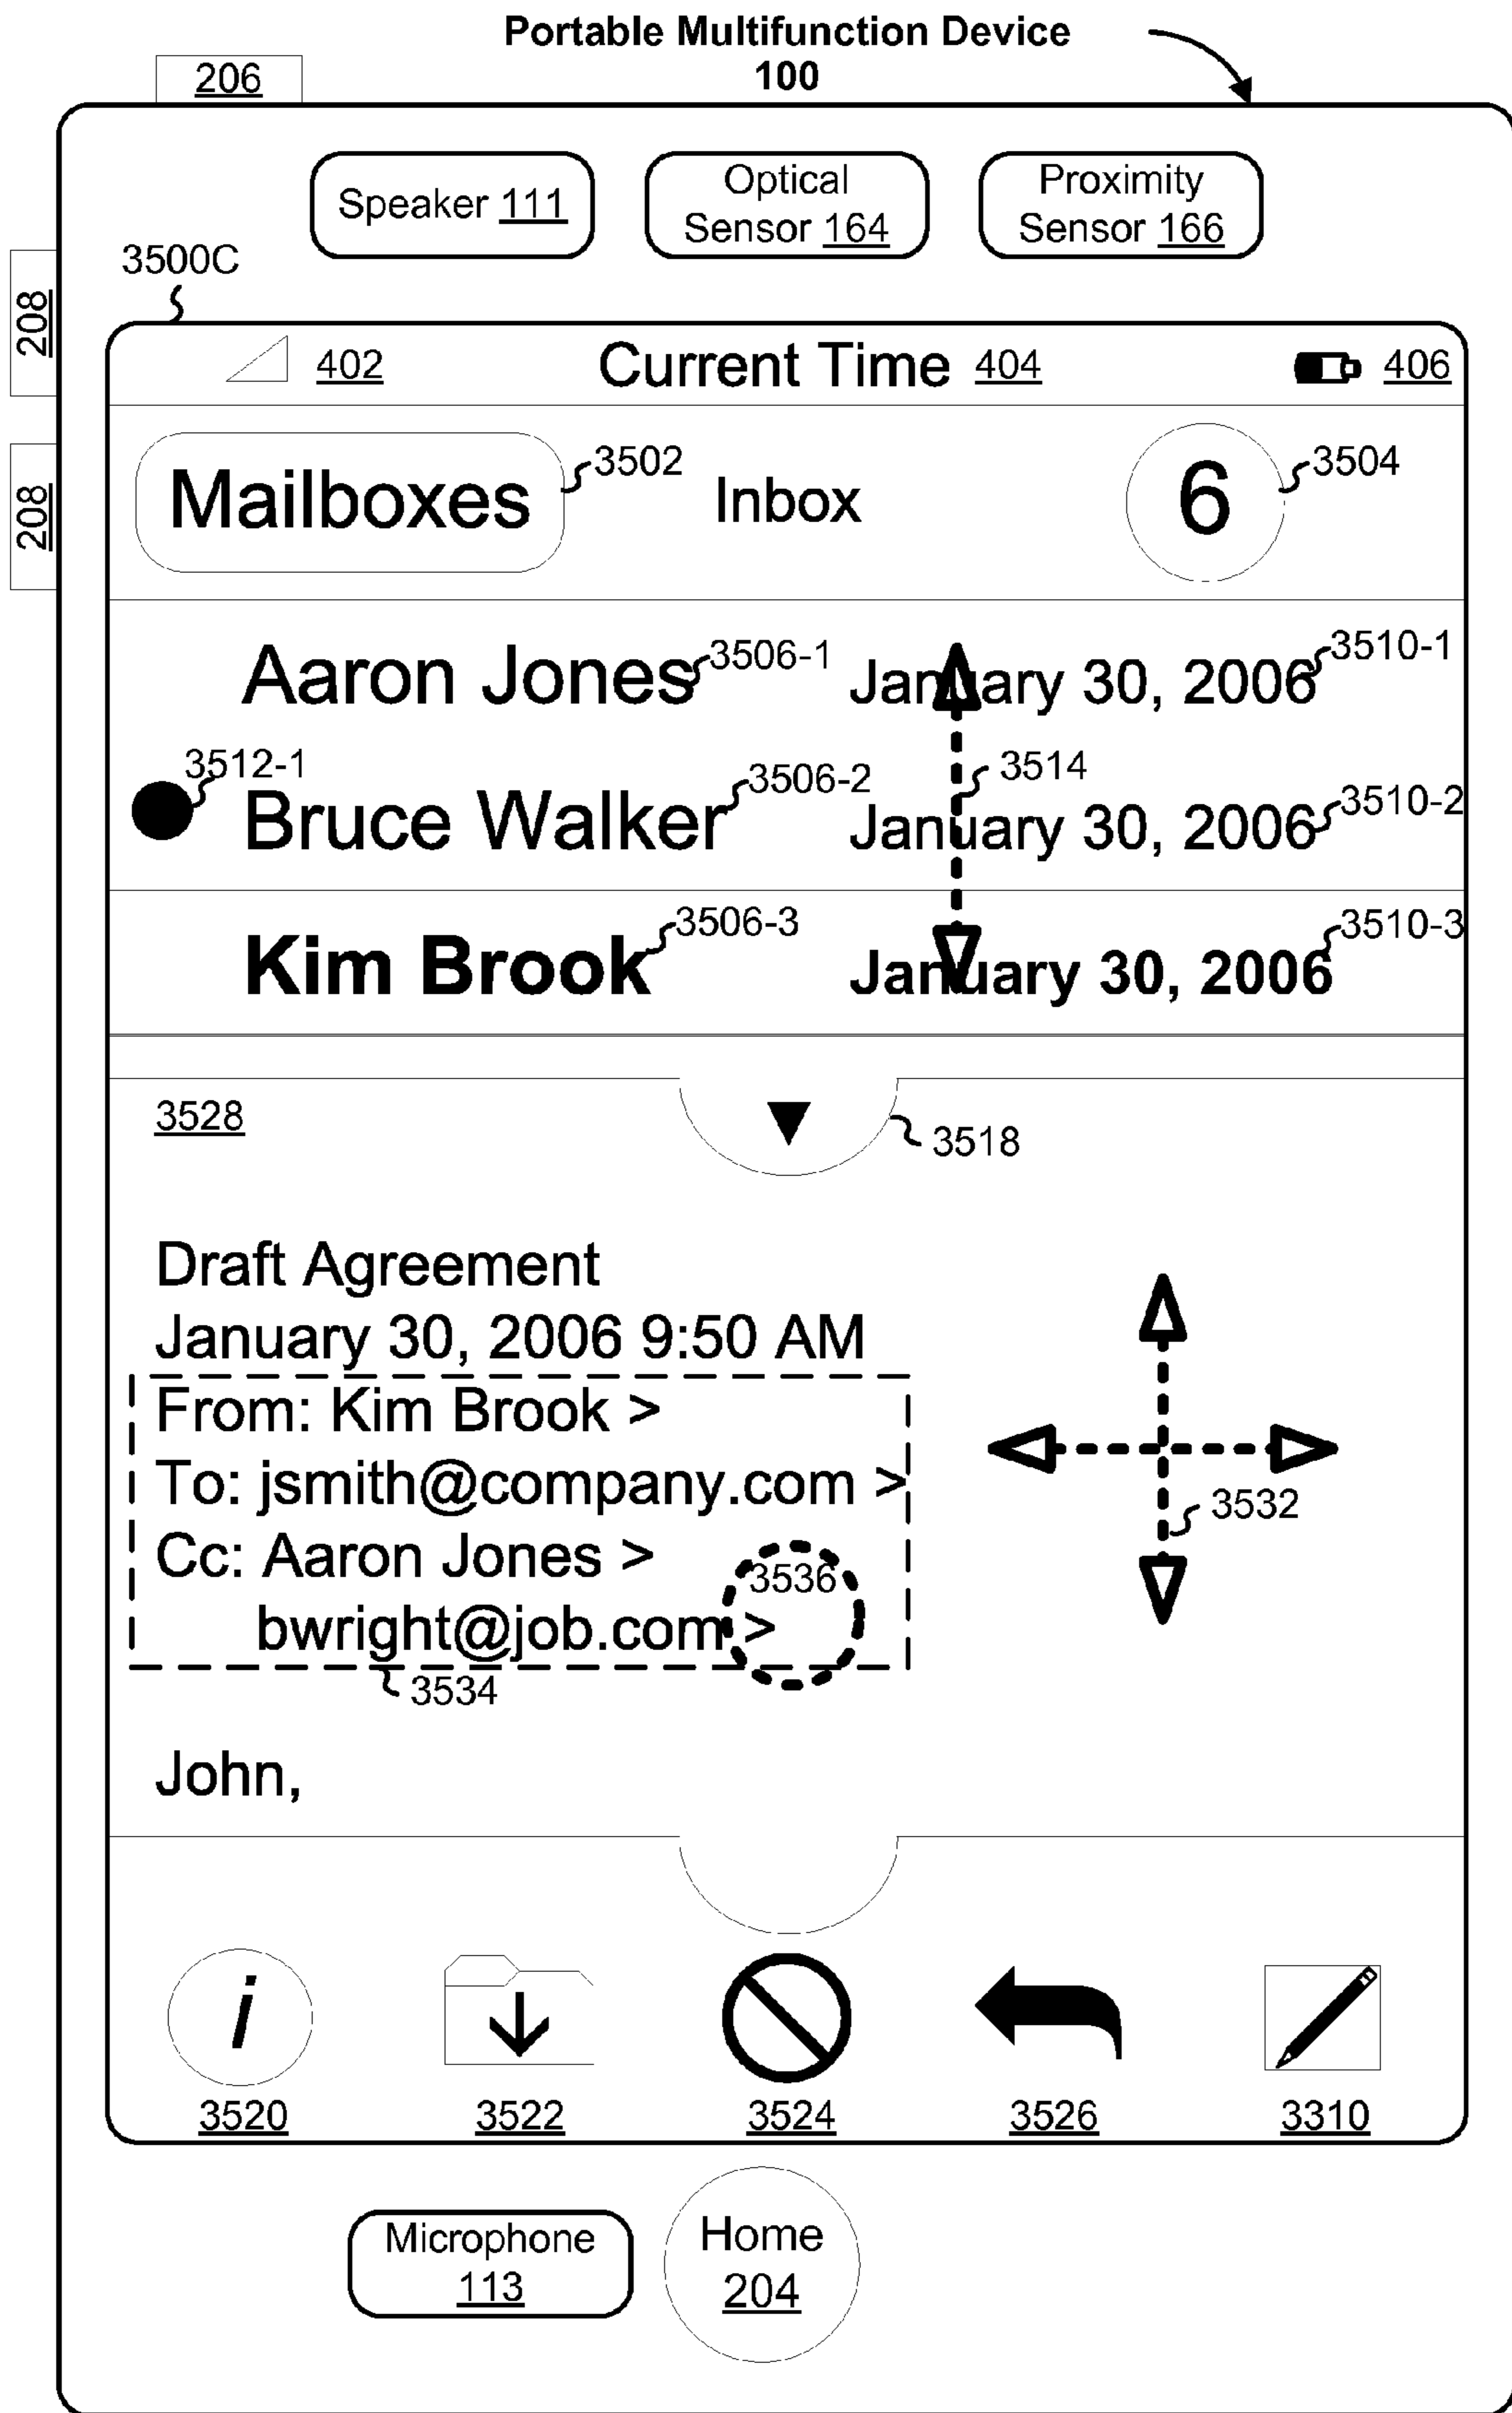 Portable Multifunction Device
100
206
Speaker 111
Optical
Sensor 164
Proximity
Sensor 166
3500C
208
208
402
Current Time 404
406
Mailboxes
3502
Inbox
6
3504
Aaron Jones
3506-1
January 30, 2006
3510-1
3512-1
Bruce Walker
3506-2
3514
January 30, 2006
3510-2
Kim Brook
3506-3
January 30, 2006
3510-3
3528
3518
Draft Agreement
January 30, 2006 9:50 AM
From: Kim Brook >
To: jsmith@company.com >
3532
Cc: Aaron Jones >
3536
bwright@job.com >
3534
John,
i
3520
3522
3524
3526
3310
Microphone
113
Home
204